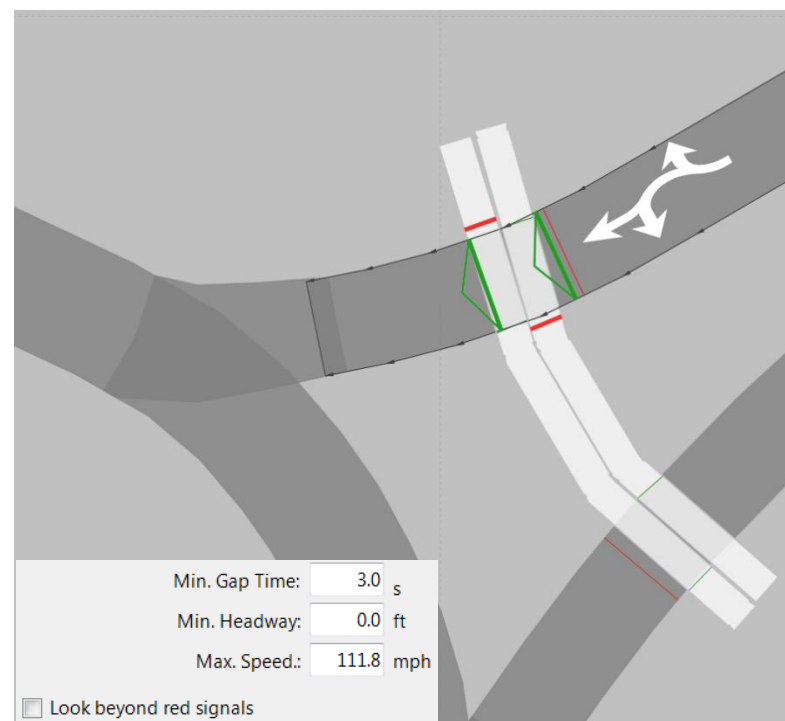 Min. Gap Time: 3.0 s
Min. Headway: 0.0 ft
Max. Speed.: 111.8 mph
Look beyond red signals